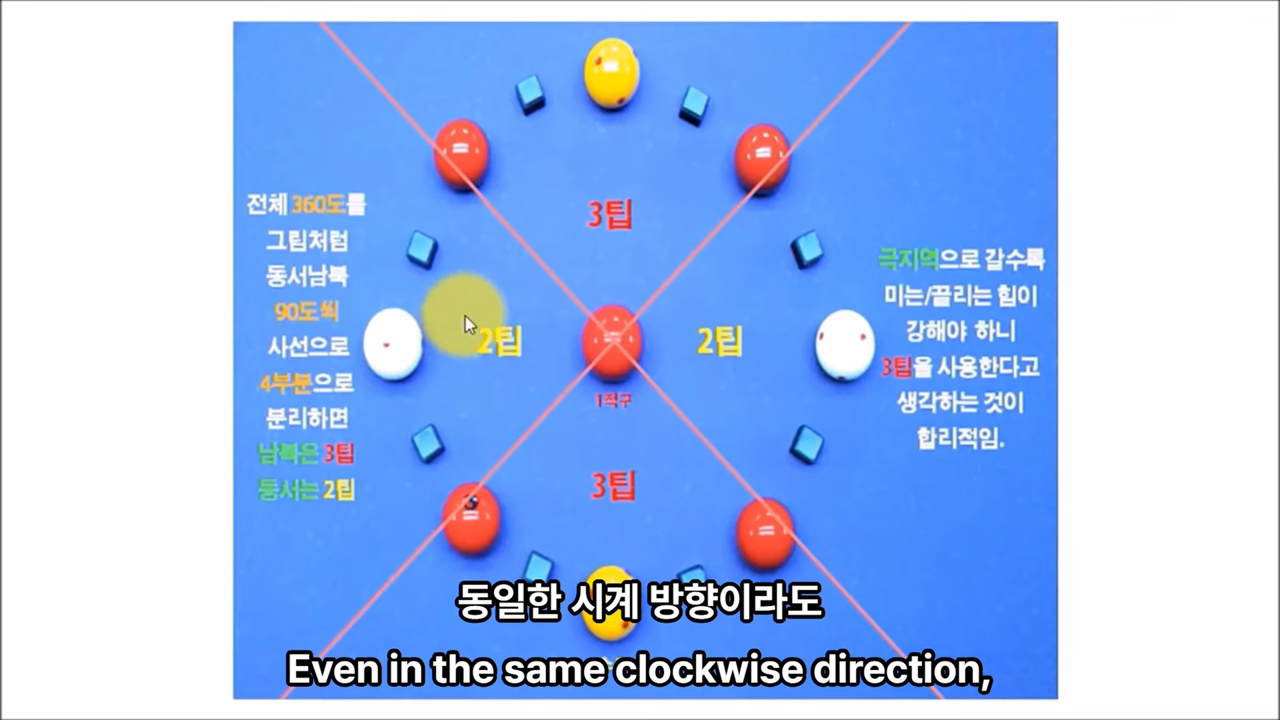 전체 360도를
그림처럼
동서남북
90도씩
사선으로
4부분으로
분리하면
남북은 3팁
동서는 2팁
3팁
2팁
2팁
1적구
3팁
극지역으로 갈수록
미는/끌리는 힘이
강해야 하니
3팁을 사용한다고
생각하는 것이
합리적임.
동일한 시계 방향이라도
Even in the same clockwise direction,